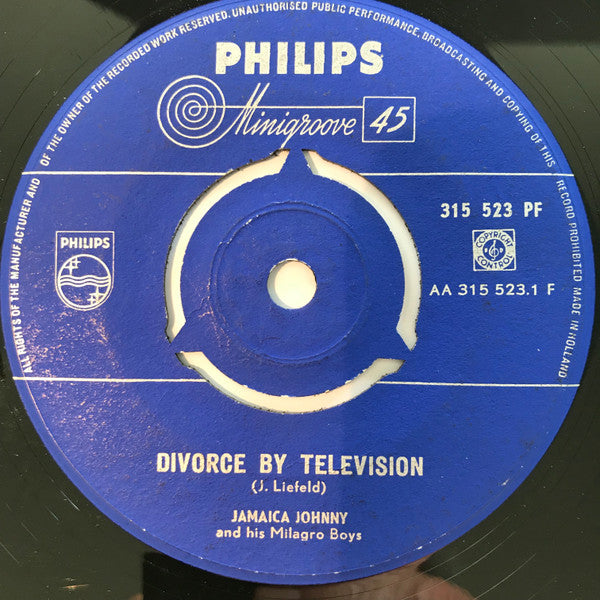 ALL RIGHTS OF THE MANUFACTURER AND OF THE OWNER OF THE RECORDED WORK RESERVED. UNAUTHORISED PUBLIC PERFORMANCE, BROADCASTING AND COPYING OF THIS RECORD PROHIBITED MADE IN HOLLAND
PHILIPS
Minigroove 45
315 523 PF
PHILIPS
COPYRIGHT
CONTROL
AA 315 523.1 F
DIVORCE BY TELEVISION
(J. Liefeld)
JAMAICA JOHNNY
and his Milagro Boys